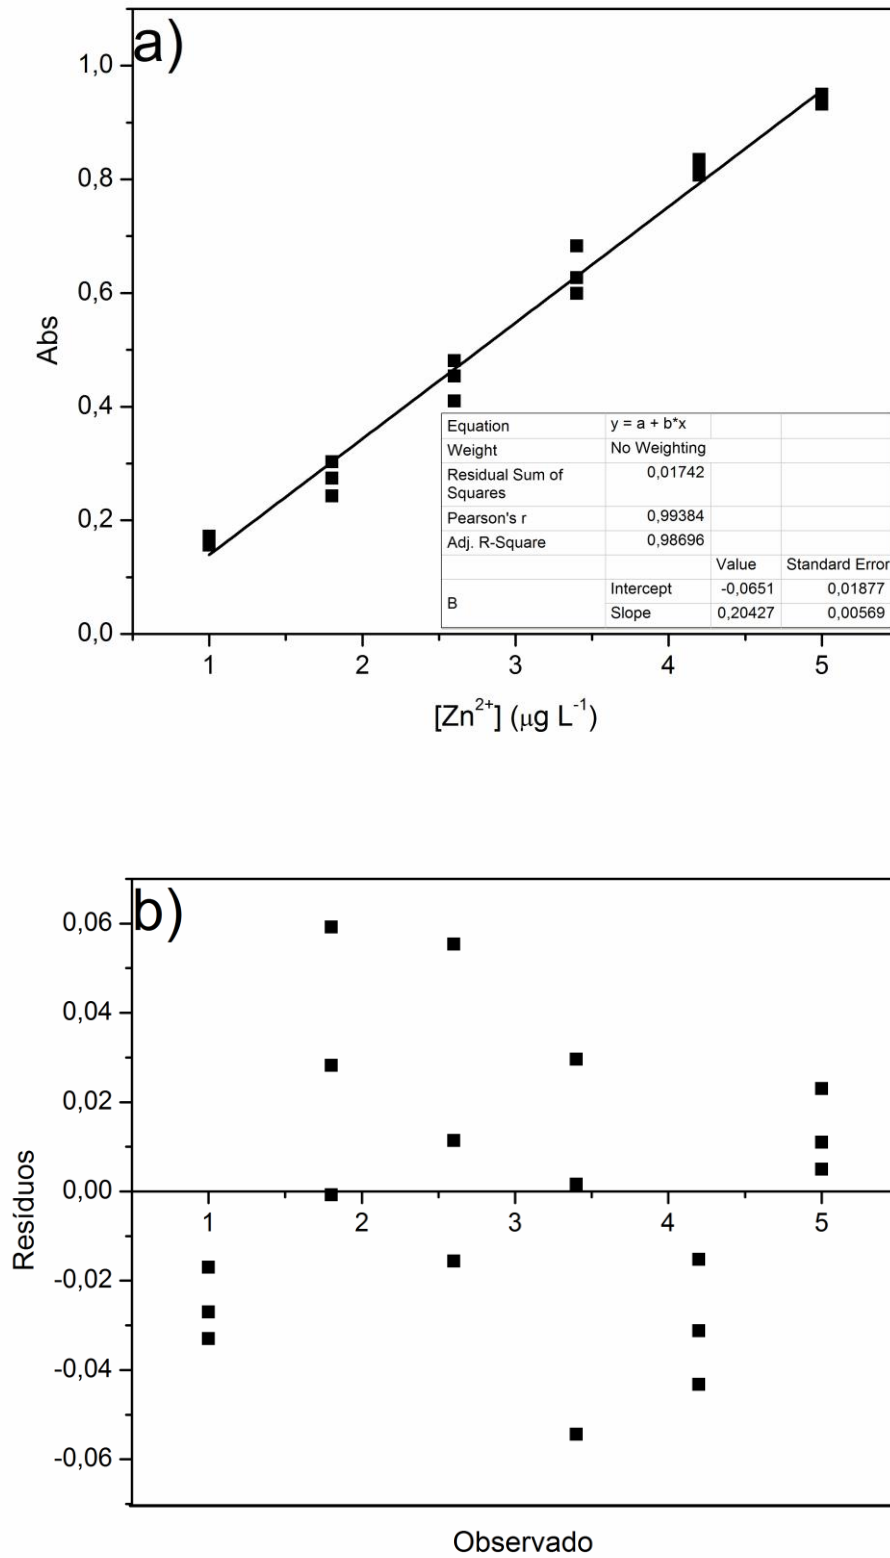 a)
1,0
0,8
0,6
0,4
0,2
0,0
Abs
Equation y = a + b*x
Weight No Weighting
Residual Sum of
Squares 0,01742
Pearson's r 0,99384
Adj. R-Square 0,98696
Value Standard Error
B Intercept -0,0651 0,01877
Slope 0,20427 0,00569
1 2 3 4 5
[Zn²⁺] (μg L⁻¹)
b)
0,06
0,04
0,02
0,00
-0,02
-0,04
-0,06
Resíduos
1 2 3 4 5
Observado